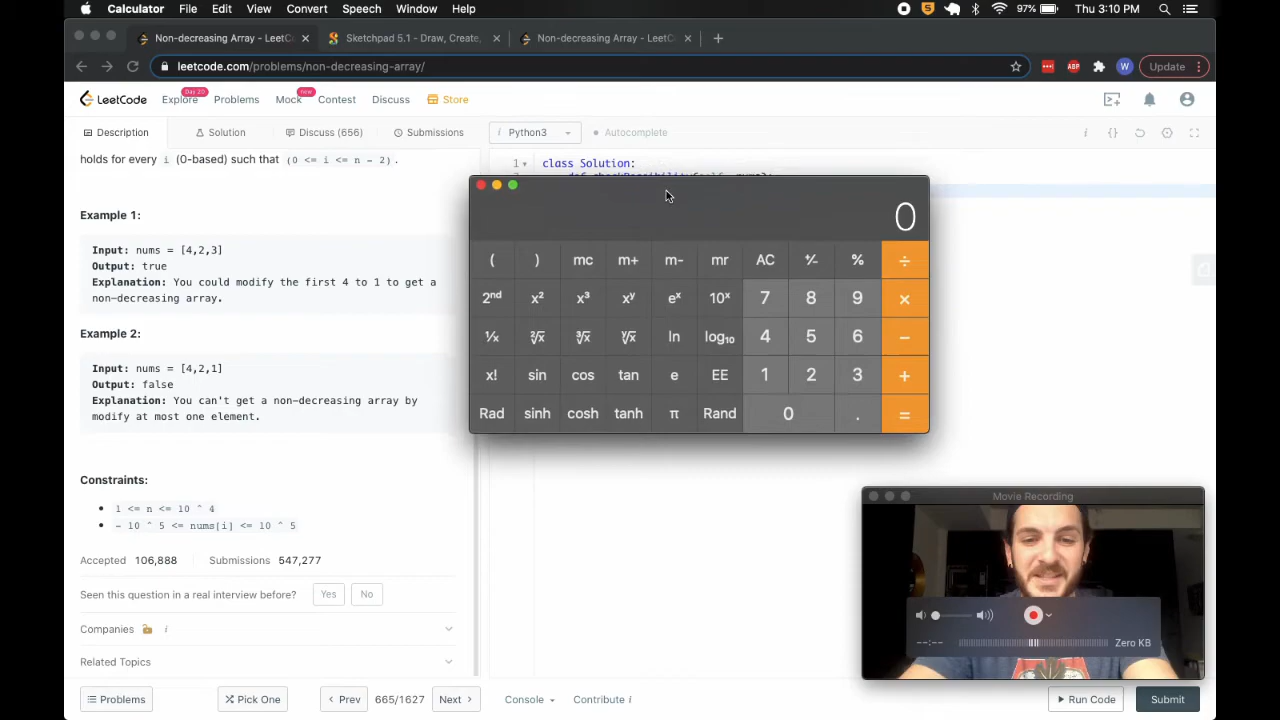 Calculator File Edit View Convert Speech Window Help 5 97% Thu 3:10 PM
Non-decreasing Array - LeetC Sketchpad 5.1 - Draw, Create, Non-decreasing Array - LeetC
leetcode.com/problems/non-decreasing-array/ ABP W Update
LeetCode Explore Day 20 Problems Mock new Contest Discuss Store
Description Solution Discuss (656) Submissions i Python3 Autocomplete i {}
holds for every i (0-based) such that (0 <= i <= n - 2).
Example 1:
Input: nums = [4,2,3]
Output: true
Explanation: You could modify the first 4 to 1 to get a
non-decreasing array.
Example 2:
Input: nums = [4,2,1]
Output: false
Explanation: You can't get a non-decreasing array by
modify at most one element.
Constraints:
1 <= n <= 10 ^ 4
- 10 ^ 5 <= nums[i] <= 10 ^ 5
Accepted 106,888 Submissions 547,277
Seen this question in a real interview before? Yes No
Companies i
Related Topics
Problems Pick One Prev 665/1627 Next Console Contribute i Run Code Submit
1 class Solution:
0
( ) mc m+ m- mr AC +/- % ÷
2nd x² x³ xʸ eˣ 10ˣ 7 8 9 ×
¹/x ²√x ³√x ʸ√x ln log₁₀ 4 5 6 −
x! sin cos tan e EE 1 2 3 +
Rad sinh cosh tanh π Rand 0 . =
Movie Recording
--:-- Zero KB